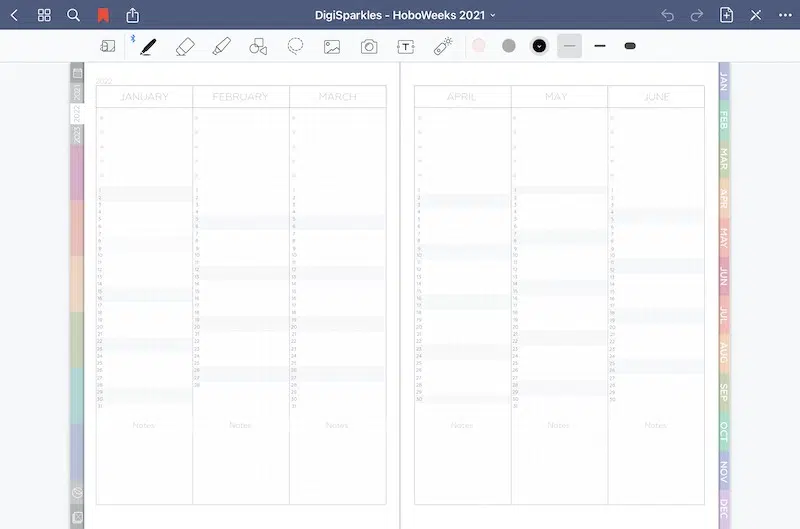 DigiSparkles - HoboWeeks 2021
T
2022
JANUARY FEBRUARY MARCH APRIL MAY JUNE
1 1 1 1 1 1
2 2 2 2 2 2
3 3 3 3 3 3
4 4 4 4 4 4
5 5 5 5 5 5
6 6 6 6 6 6
7 7 7 7 7 7
8 8 8 8 8 8
9 9 9 9 9 9
10 10 10 10 10 10
11 11 11 11 11 11
12 12 12 12 12 12
13 13 13 13 13 13
14 14 14 14 14 14
15 15 15 15 15 15
16 16 16 16 16 16
17 17 17 17 17 17
18 18 18 18 18 18
19 19 19 19 19 19
20 20 20 20 20 20
21 21 21 21 21 21
22 22 22 22 22 22
23 23 23 23 23 23
24 24 24 24 24 24
25 25 25 25 25 25
26 26 26 26 26 26
27 27 27 27 27 27
28 28 28 28 28 28
29 29 29 29 29
30 30 30 30 30
31 31 31
Notes Notes Notes Notes Notes Notes
2021
2022
2023
JAN
FEB
MAR
APR
MAY
JUN
JUL
AUG
SEP
OCT
NOV
DEC